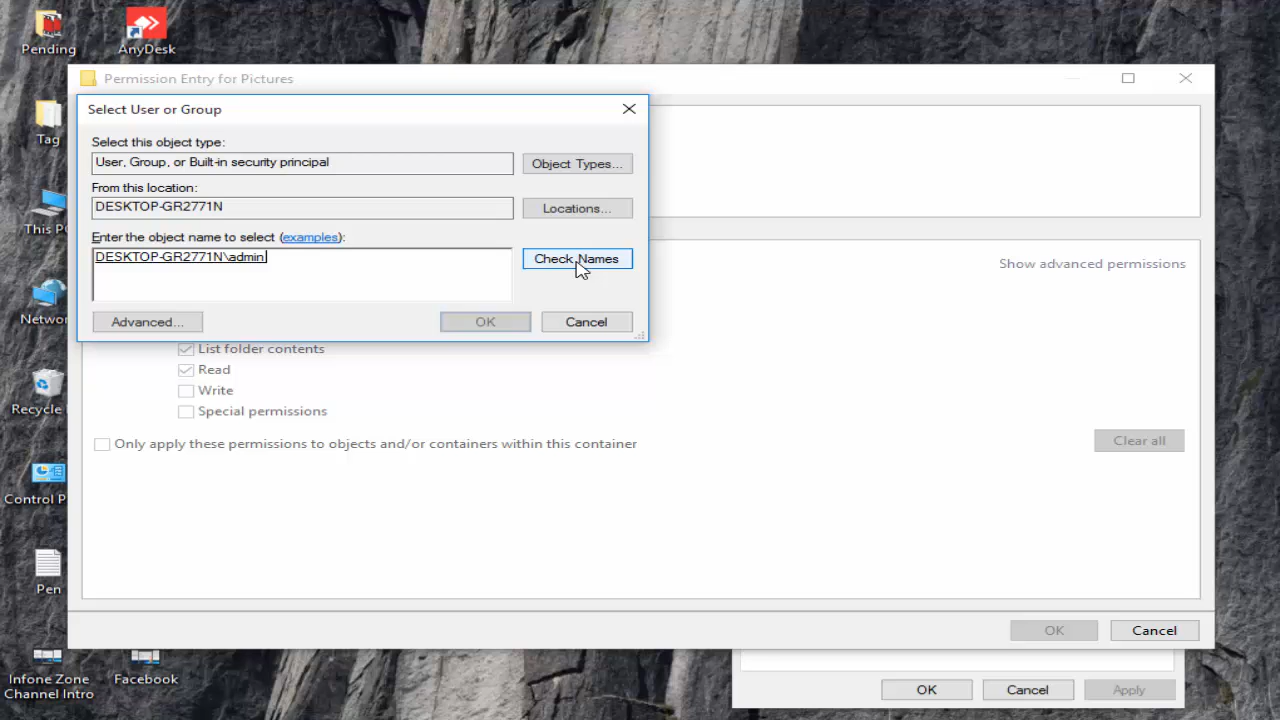 Pending
AnyDesk
Tag
This P
Networ
Recycle
Control P
Pen
Infone Zone
Channel Intro
Facebook
Permission Entry for Pictures
Select User or Group
Select this object type:
User, Group, or Built-in security principal
Object Types...
From this location:
DESKTOP-GR2771N
Locations...
Enter the object name to select (examples):
DESKTOP-GR2771N\admin
Check Names
Advanced...
OK
Cancel
Show advanced permissions
List folder contents
Read
Write
Special permissions
Only apply these permissions to objects and/or containers within this container
Clear all
OK
Cancel
OK
Cancel
Apply